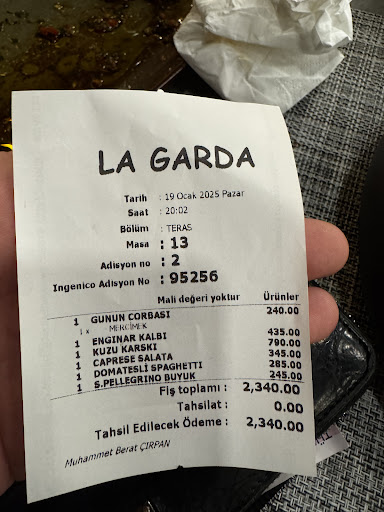 LA GARDA
Tarih : 19 Ocak 2025 Pazar
Saat : 20:02
Bölüm : TERAS
Masa : 13
Adisyon no : 2
Ingenico Adisyon No : 95256
Mali değeri yoktur Ürünler
1 GUNUN CORBASI 240.00
1 x MERCIMEK
1 ENGINAR KALBI 435.00
1 KUZU KARSKI 790.00
1 CAPRESE SALATA 345.00
1 DOMATESLİ SPAGHETTI 285.00
1 S.PELLEGRINO BUYUK 245.00
Fiş toplamı : 2,340.00
Tahsilat : 0.00
Tahsil Edilecek Ödeme : 2,340.00
Muhammet Berat ÇIRPAN